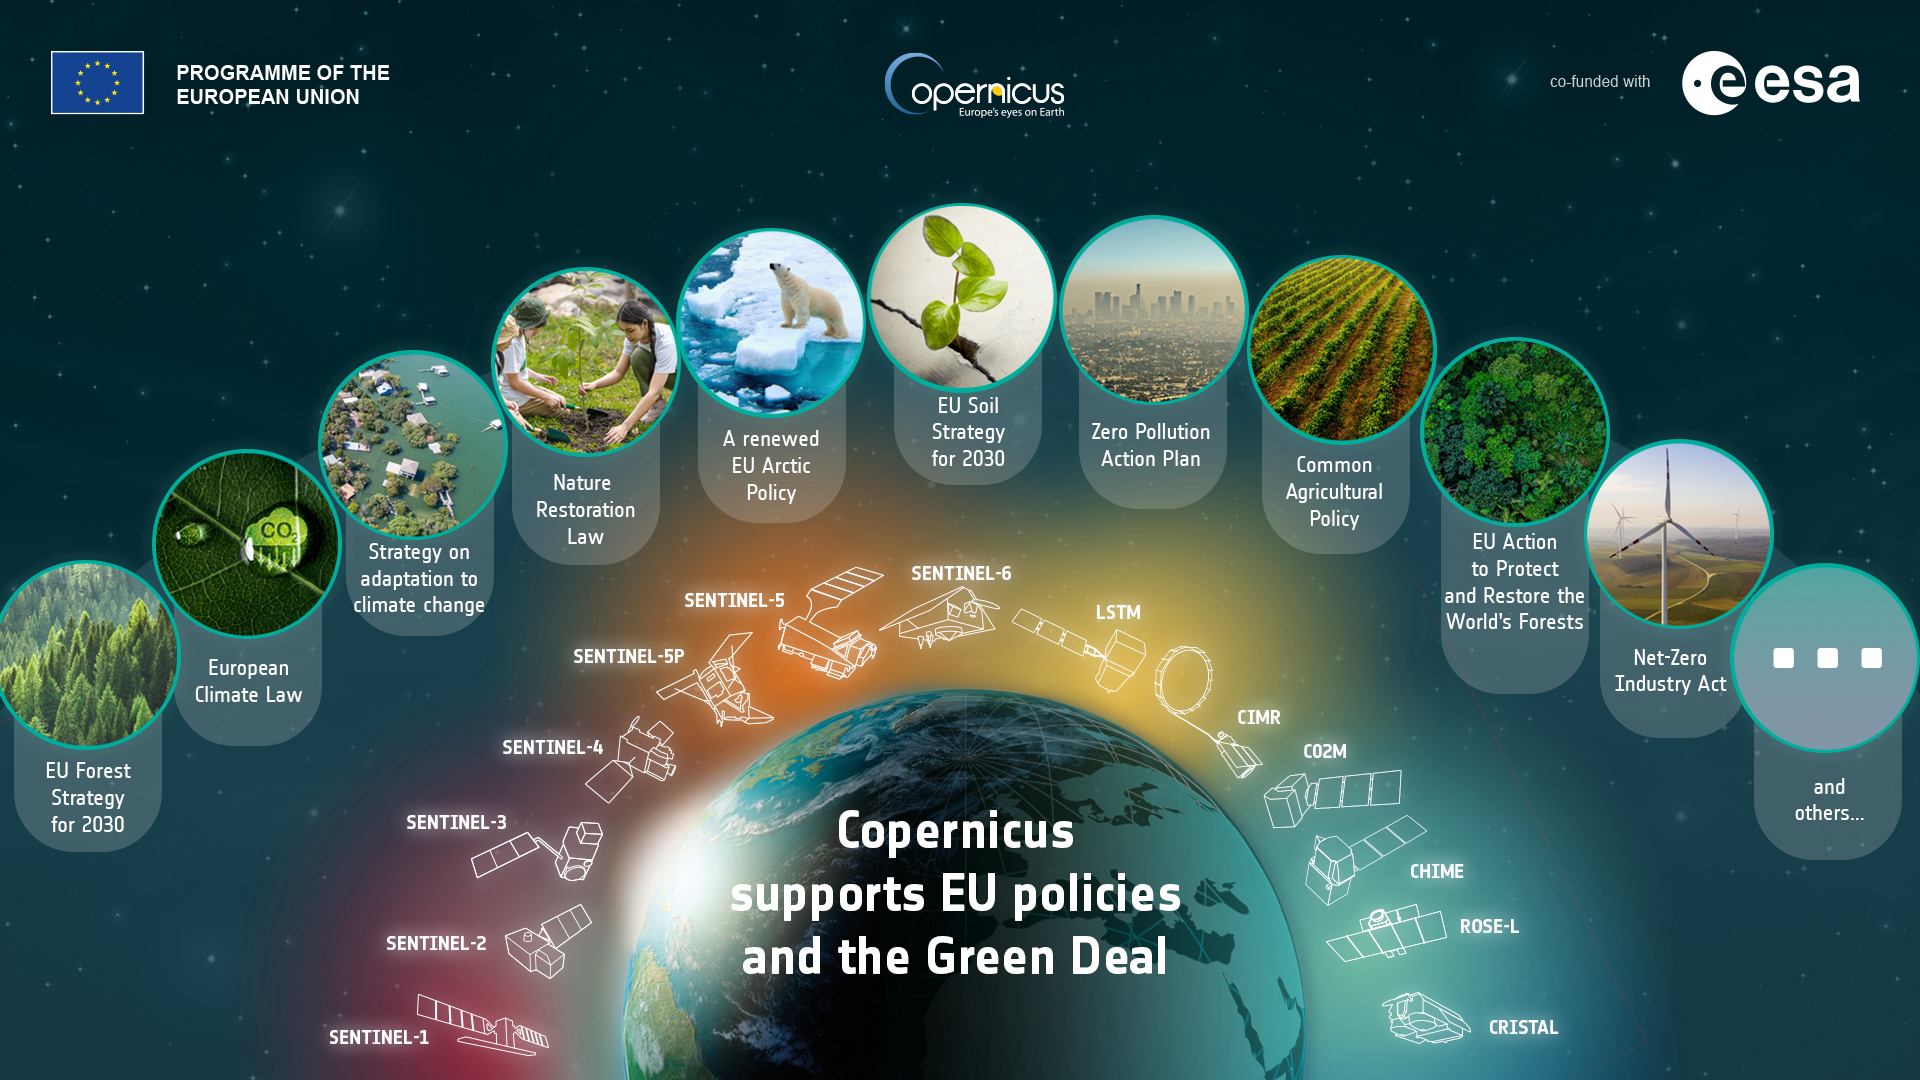 PROGRAMME OF THE
EUROPEAN UNION
Copernicus
Europe's eyes on Earth
co-funded with
esa
EU Forest
Strategy
for 2030
European
Climate Law
CO2
Strategy on
adaptation to
climate change
Nature
Restoration
Law
A renewed
EU Arctic
Policy
EU Soil
Strategy
for 2030
Zero Pollution
Action Plan
Common
Agricultural
Policy
EU Action
to Protect
and Restore the
World's Forests
Net-Zero
Industry Act
and
others...
SENTINEL-1
SENTINEL-2
SENTINEL-3
SENTINEL-4
SENTINEL-5P
SENTINEL-5
SENTINEL-6
LSTM
CIMR
CO2M
CHIME
ROSE-L
CRISTAL
Copernicus
supports EU policies
and the Green Deal